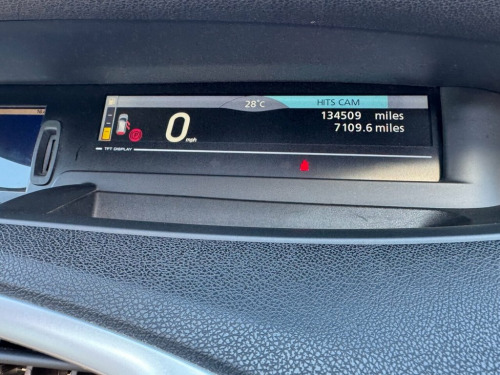 28°C HITS CAM
134509 miles
0 mph 7109.6 miles
TFT DISPLAY